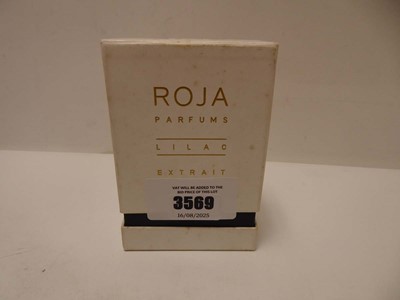 ROJA
PARFUMS
LILAC
EXTRAIT
VAT WILL BE ADDED TO THE
BID PRICE OF THIS LOT
3569
16/08/2025